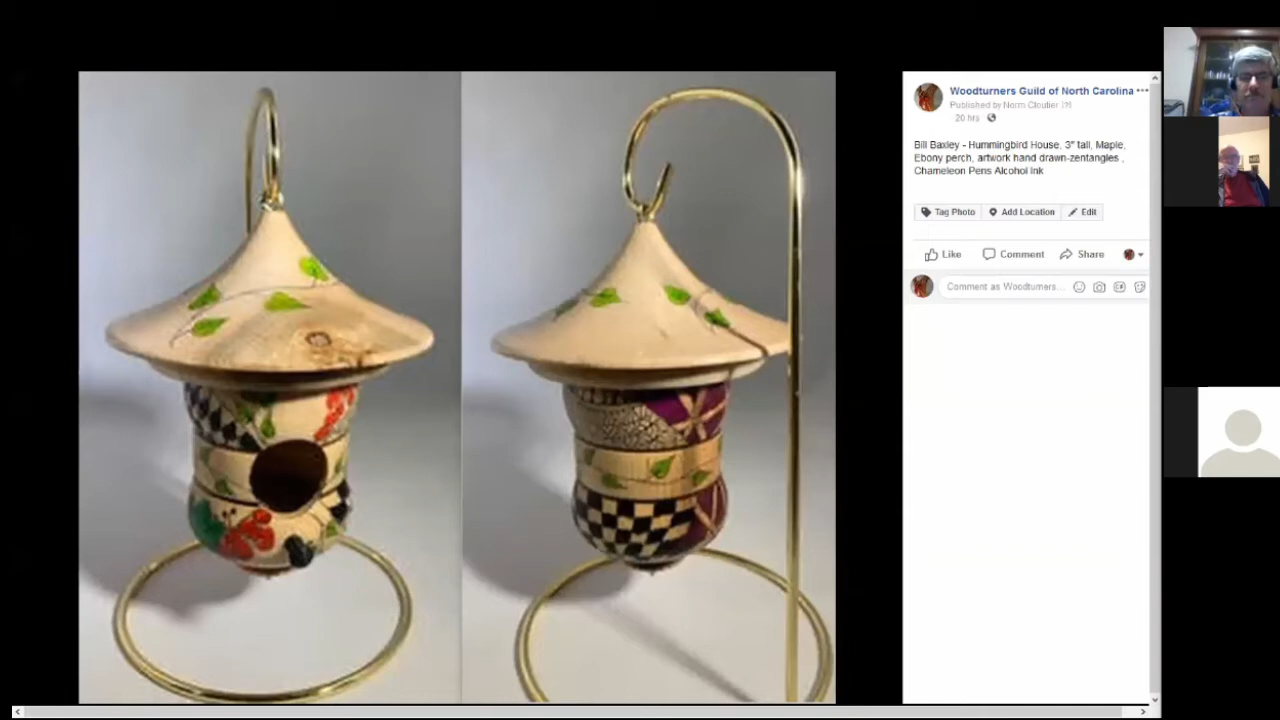 Woodturners Guild of North Carolina
Published by Norm Cloutier [?]
20 hrs
Bill Baxley - Hummingbird House, 3" tall, Maple,
Ebony perch, artwork hand drawn-zentangles ,
Chameleon Pens Alcohol Ink
Tag Photo Add Location Edit
Like Comment Share
Comment as Woodturners...